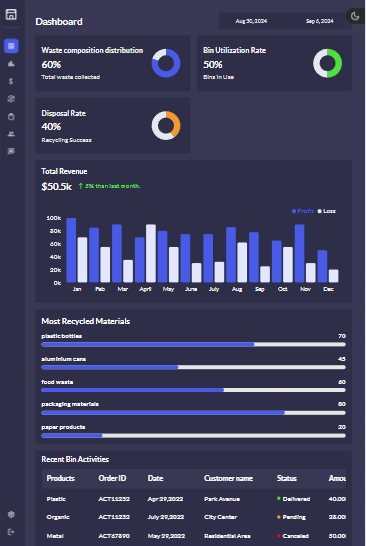 Dashboard
Aug 30, 2024 Sep 6, 2024
Waste composition distribution
60%
Total waste collected
Bin Utilization Rate
50%
Bins In Use
Disposal Rate
40%
Recycling Success
Total Revenue
$50.5k ↑ 5% than last month.
Profit Loss
100k
80k
60k
40k
20k
0k
Jan Feb Mar April May June July Aug Sep Oct Nov Dec
Most Recycled Materials
plastic bottles 70
aluminium cans 45
food waste 60
packaging materials 80
paper products 20
Recent Bin Activities
Products Order ID Date Customer name Status Amou
Plastic ACT11232 Apr 29,2022 Park Avenue Delivered 40.00
Organic ACT11232 July 29,2022 City Center Pending 28.00
Metal ACT67890 May 29,2022 Residential Area Canceled 50.00